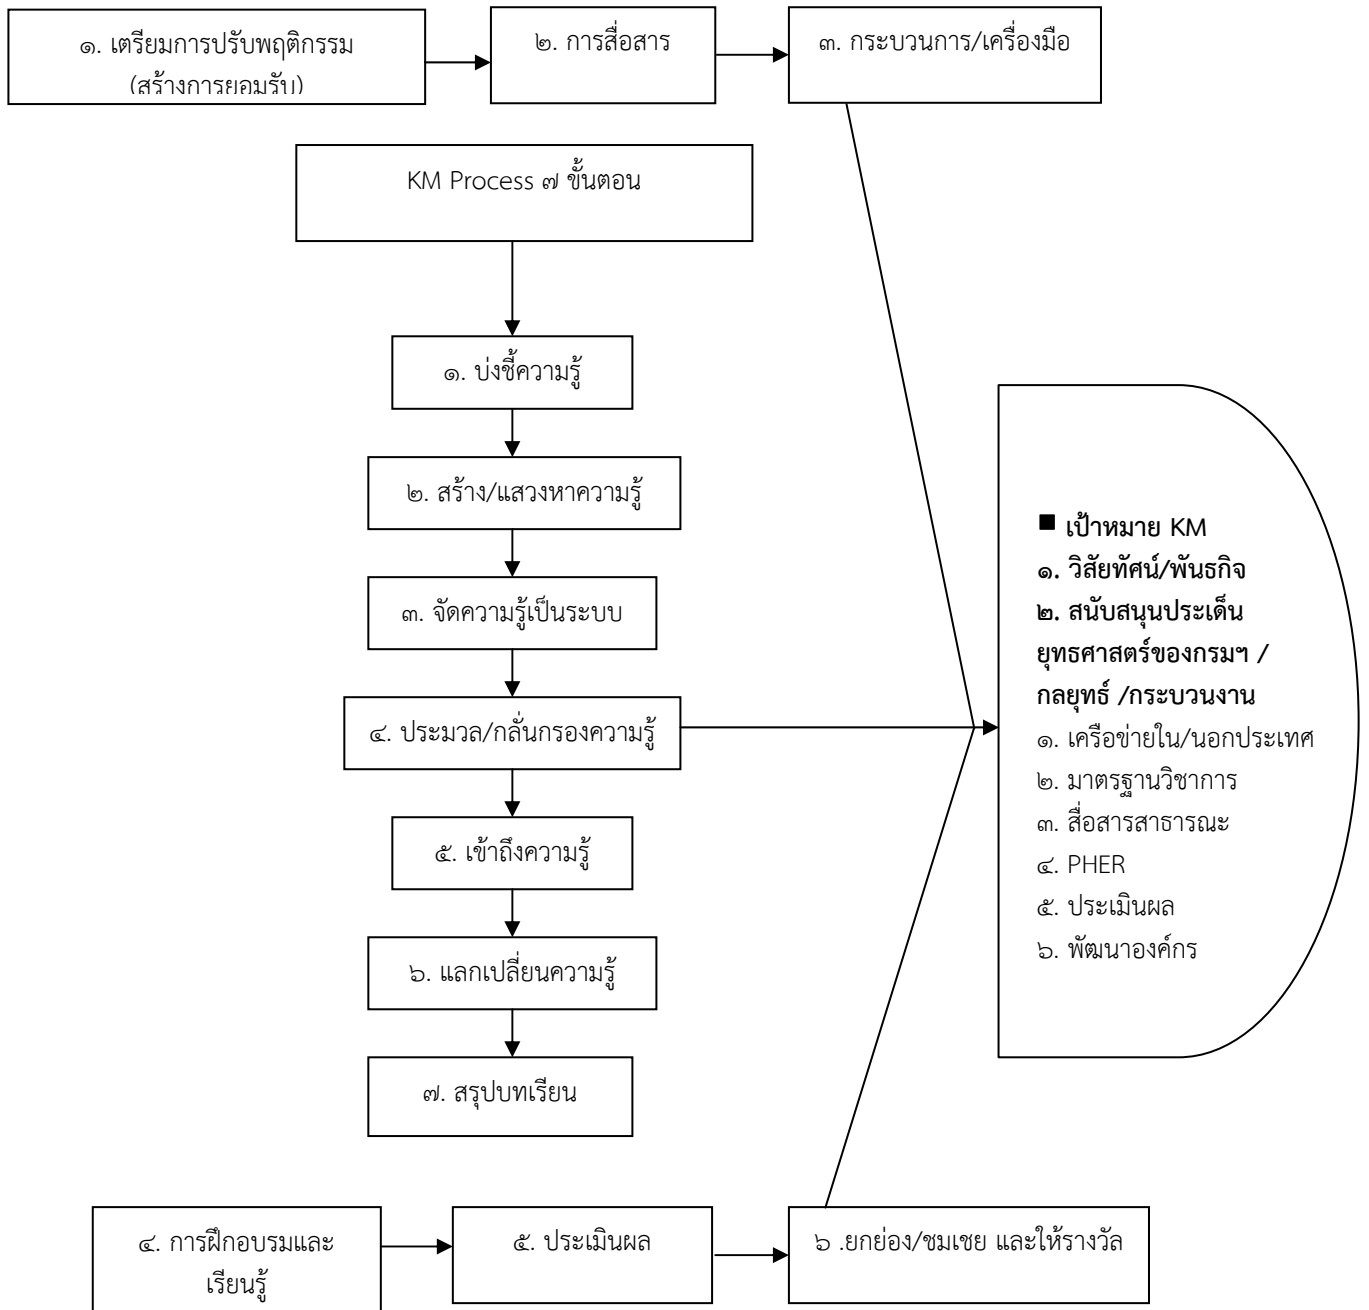 ๑. เตรียมการปรับพฤติกรรม
(สร้างการยอมรับ)
๒. การสื่อสาร
๓. กระบวนการ/เครื่องมือ
KM Process ๗ ขั้นตอน
๑. บ่งชี้ความรู้
๒. สร้าง/แสวงหาความรู้
๓. จัดความรู้เป็นระบบ
๔. ประมวล/กลั่นกรองความรู้
๕. เข้าถึงความรู้
๖. แลกเปลี่ยนความรู้
๗. สรุปบทเรียน
■ เป้าหมาย KM
๑. วิสัยทัศน์/พันธกิจ
๒. สนับสนุนประเด็น
ยุทธศาสตร์ของกรมฯ /
กลยุทธ์ /กระบวนงาน
๑. เครือข่ายใน/นอกประเทศ
๒. มาตรฐานวิชาการ
๓. สื่อสารสาธารณะ
๔. PHER
๕. ประเมินผล
๖. พัฒนาองค์กร
๔. การฝึกอบรมและ
เรียนรู้
๕. ประเมินผล
๖ .ยกย่อง/ชมเชย และให้รางวัล